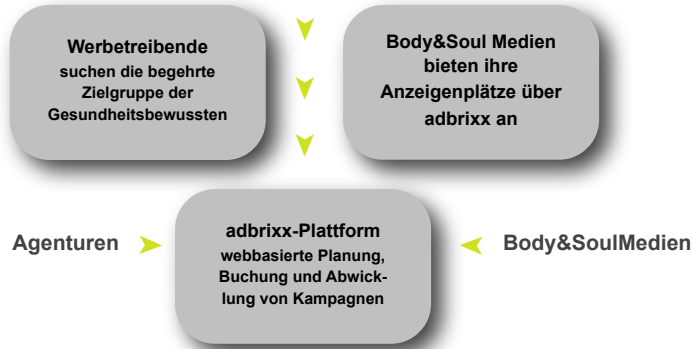 Werbetreibende
suchen die begehrte
Zielgruppe der
Gesundheitsbewussten
Body&Soul Medien
bieten ihre
Anzeigenplätze über
adbrixx an
Agenturen
adbrixx-Plattform
webbasierte Planung,
Buchung und Abwick-
lung von Kampagnen
Body&SoulMedien